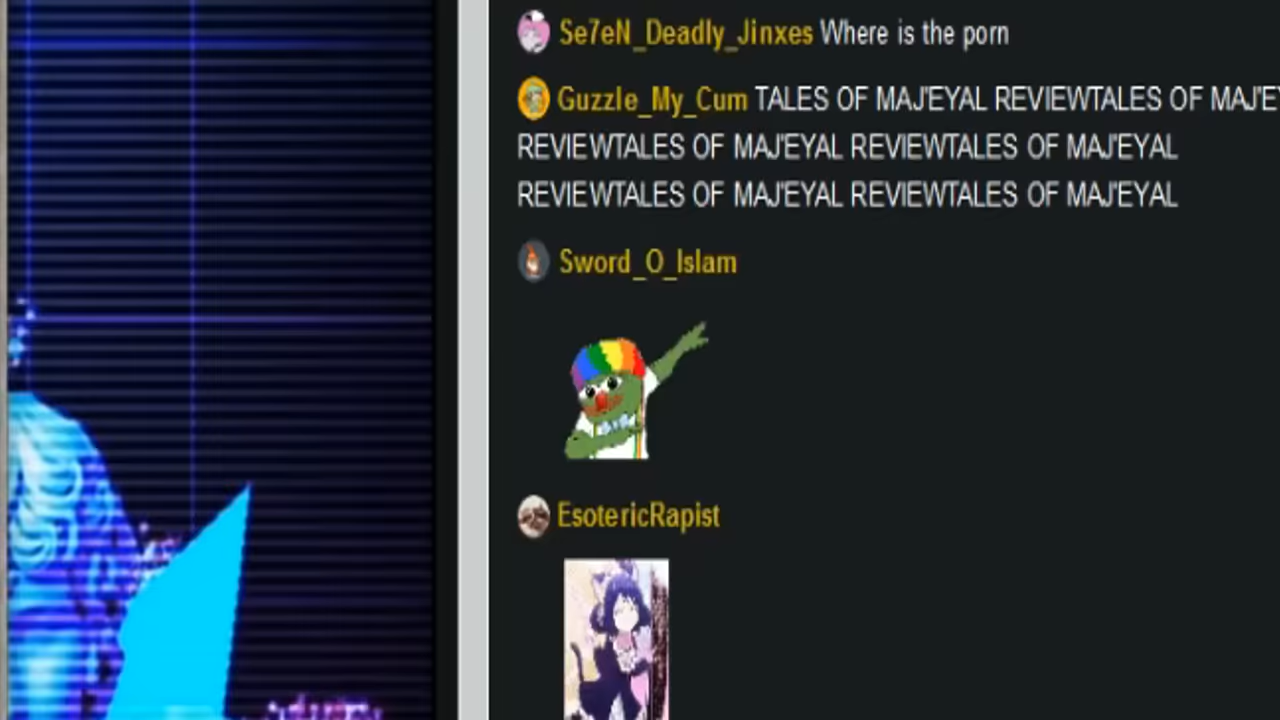 Se7eN_Deadly_Jinxes Where is the porn
Guzzle_My_Cum TALES OF MAJ'EYAL REVIEWTALES OF MAJ'EY
REVIEWTALES OF MAJ'EYAL REVIEWTALES OF MAJ'EYAL
REVIEWTALES OF MAJ'EYAL REVIEWTALES OF MAJ'EYAL
Sword_O_Islam
EsotericRapist